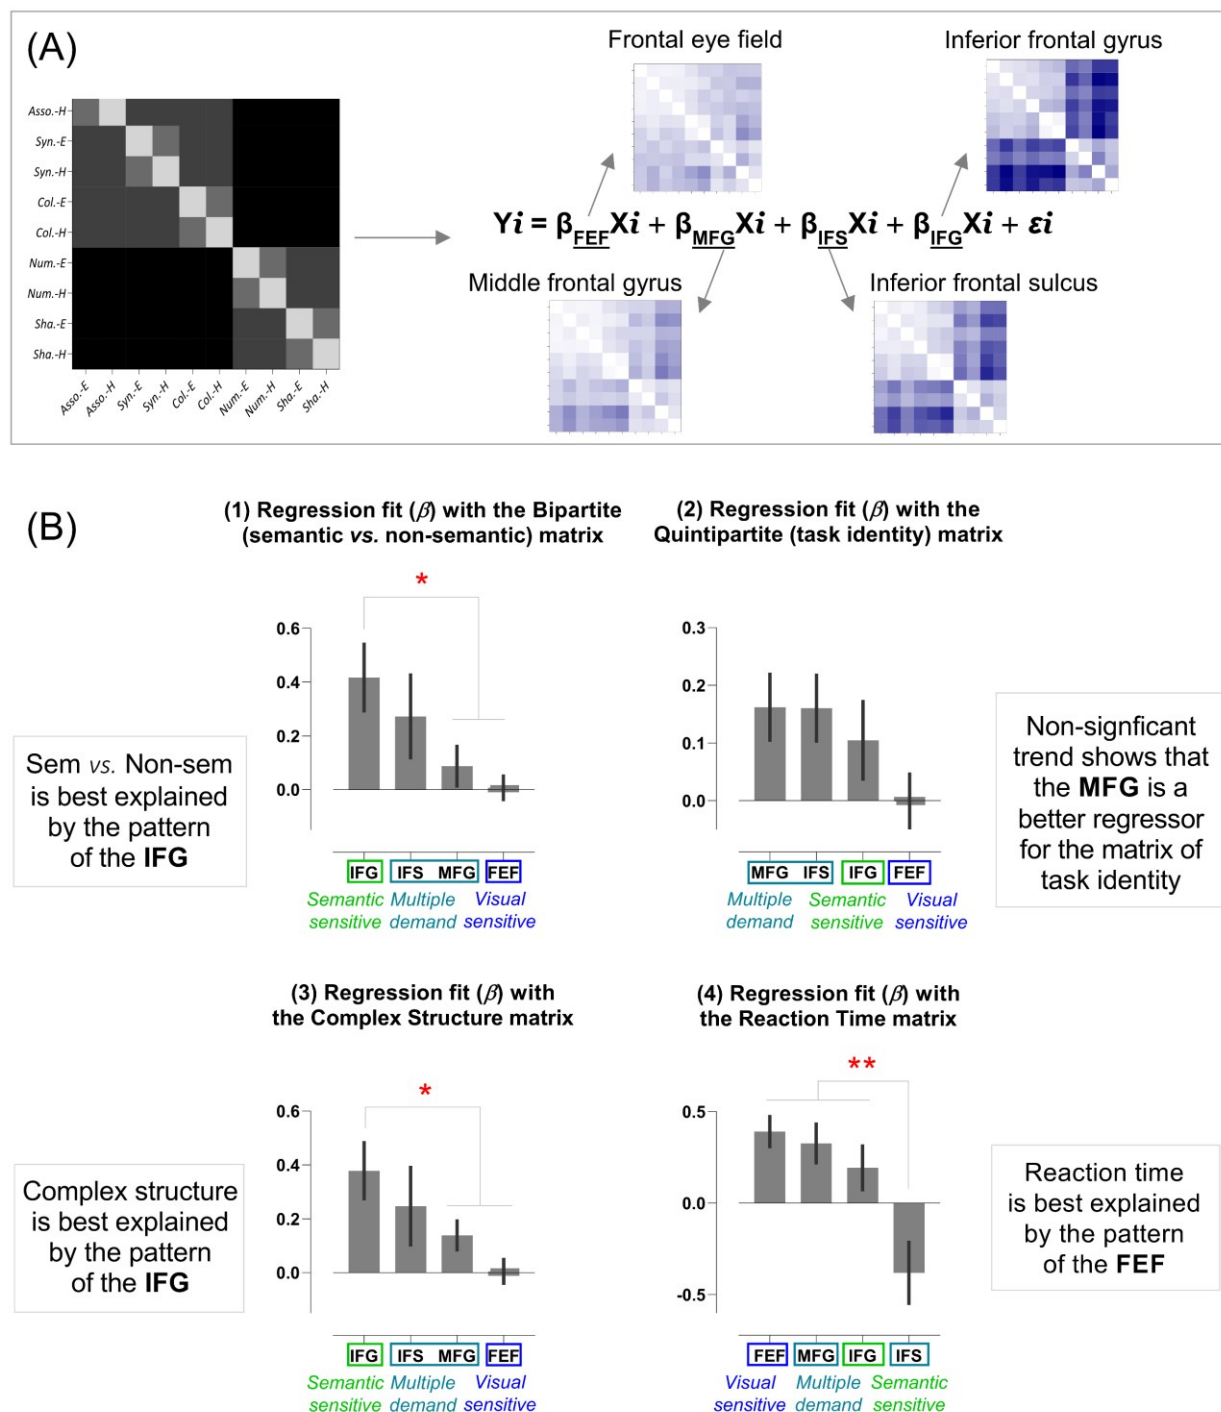 (A)
Frontal eye field
Inferior frontal gyrus
Asso.-H
Syn.-E
Syn.-H
Col.-E
Col.-H
Num.-E
Num.-H
Sha.-E
Sha.-H
Asso.-E Asso.-H Syn.-E Syn.-H Col.-E Col.-H Num.-E Num.-H Sha.-E Sha.-H
Yi = βFEFXi + βMFGXi + βIFSXi + βIFGXi + εi
Middle frontal gyrus
Inferior frontal sulcus
(B)
(1) Regression fit (β) with the Bipartite
(semantic vs. non-semantic) matrix
*
0.6
0.4
0.2
0.0
IFG IFS MFG FEF
Semantic Multiple Visual
sensitive demand sensitive
Sem vs. Non-sem
is best explained
by the pattern
of the IFG
(2) Regression fit (β) with the
Quintipartite (task identity) matrix
0.3
0.2
0.1
0.0
MFG IFS IFG FEF
Multiple Semantic Visual
demand sensitive sensitive
Non-signficant
trend shows that
the MFG is a
better regressor
for the matrix of
task identity
(3) Regression fit (β) with
the Complex Structure matrix
*
0.6
0.4
0.2
0.0
IFG IFS MFG FEF
Semantic Multiple Visual
sensitive demand sensitive
Complex structure
is best explained
by the pattern
of the IFG
(4) Regression fit (β) with
the Reaction Time matrix
**
0.5
0.0
-0.5
FEF MFG IFG IFS
Visual Multiple Semantic
sensitive demand sensitive
Reaction time
is best explained
by the pattern
of the FEF